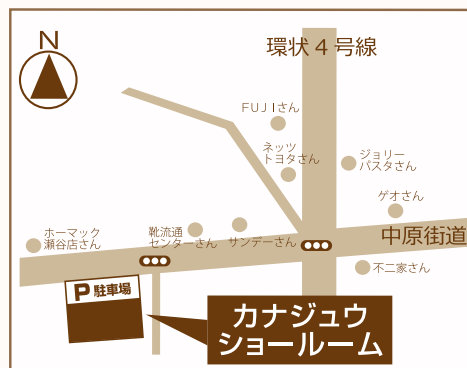 N
環状4号線
FUJIさん
ネッツ
トヨタさん
ジョリー
パスタさん
ゲオさん
ホーマック
瀬谷店さん
靴流通
センターさん
サンデーさん
中原街道
不二家さん
P 駐車場
カナジュウ
ショールーム